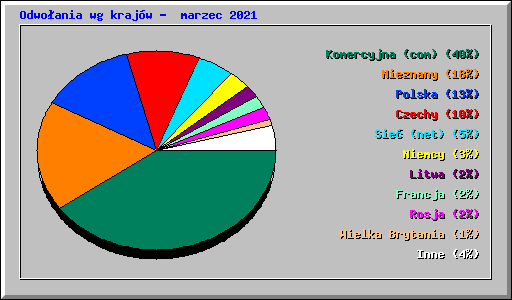 Odwołania wg krajów - marzec 2021
Komercyjna (com) (40%)
Nieznany (18%)
Polska (13%)
Czechy (10%)
Sieć (net) (5%)
Niemcy (3%)
Litwa (2%)
Francja (2%)
Rosja (2%)
Wielka Brytania (1%)
Inne (4%)